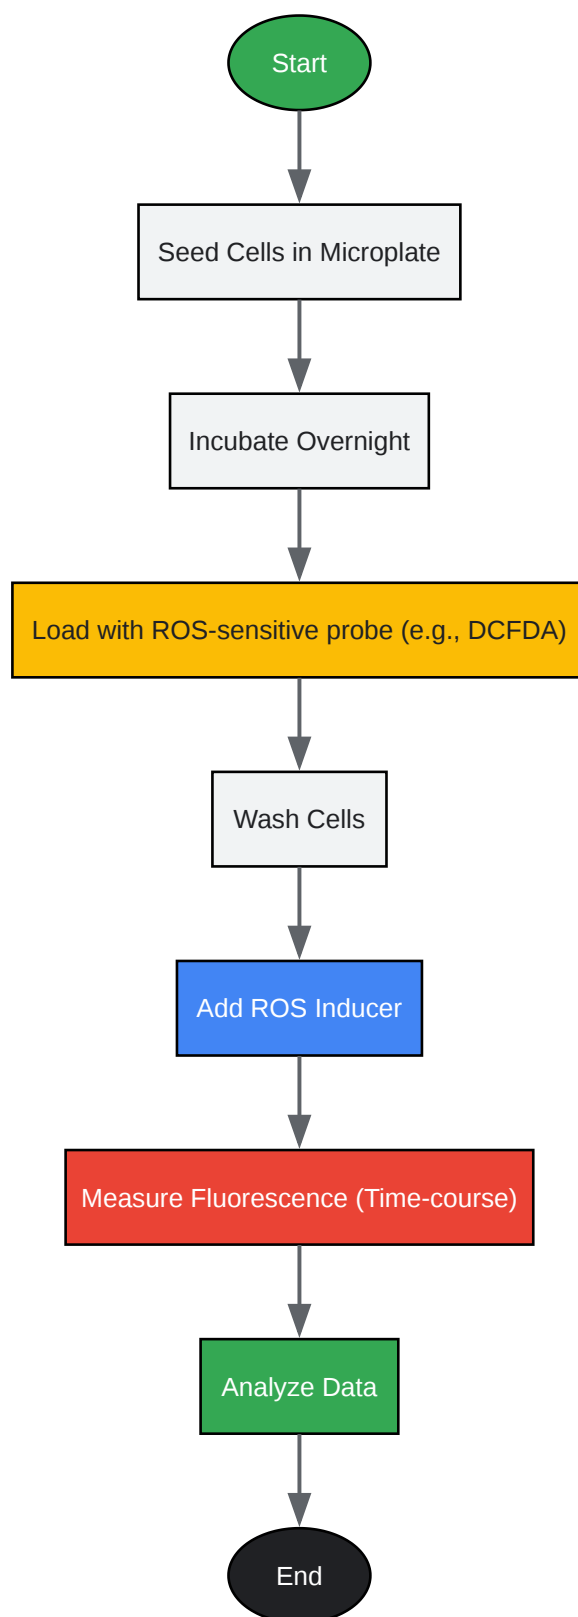 Start
Seed Cells in Microplate
Incubate Overnight
Load with ROS-sensitive probe (e.g., DCFDA)
Wash Cells
Add ROS Inducer
Measure Fluorescence (Time-course)
Analyze Data
End